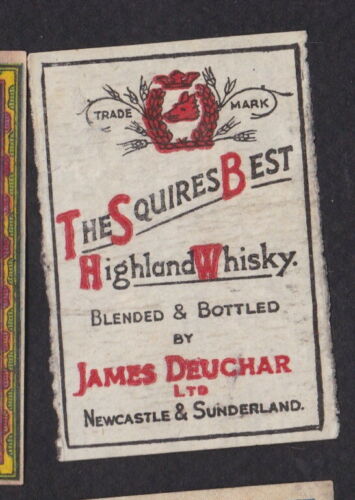 TRADE MARK
THE SQUIRES BEST
Highland Whisky.
BLENDED & BOTTLED
BY
JAMES DEUCHAR
LTD
NEWCASTLE & SUNDERLAND.